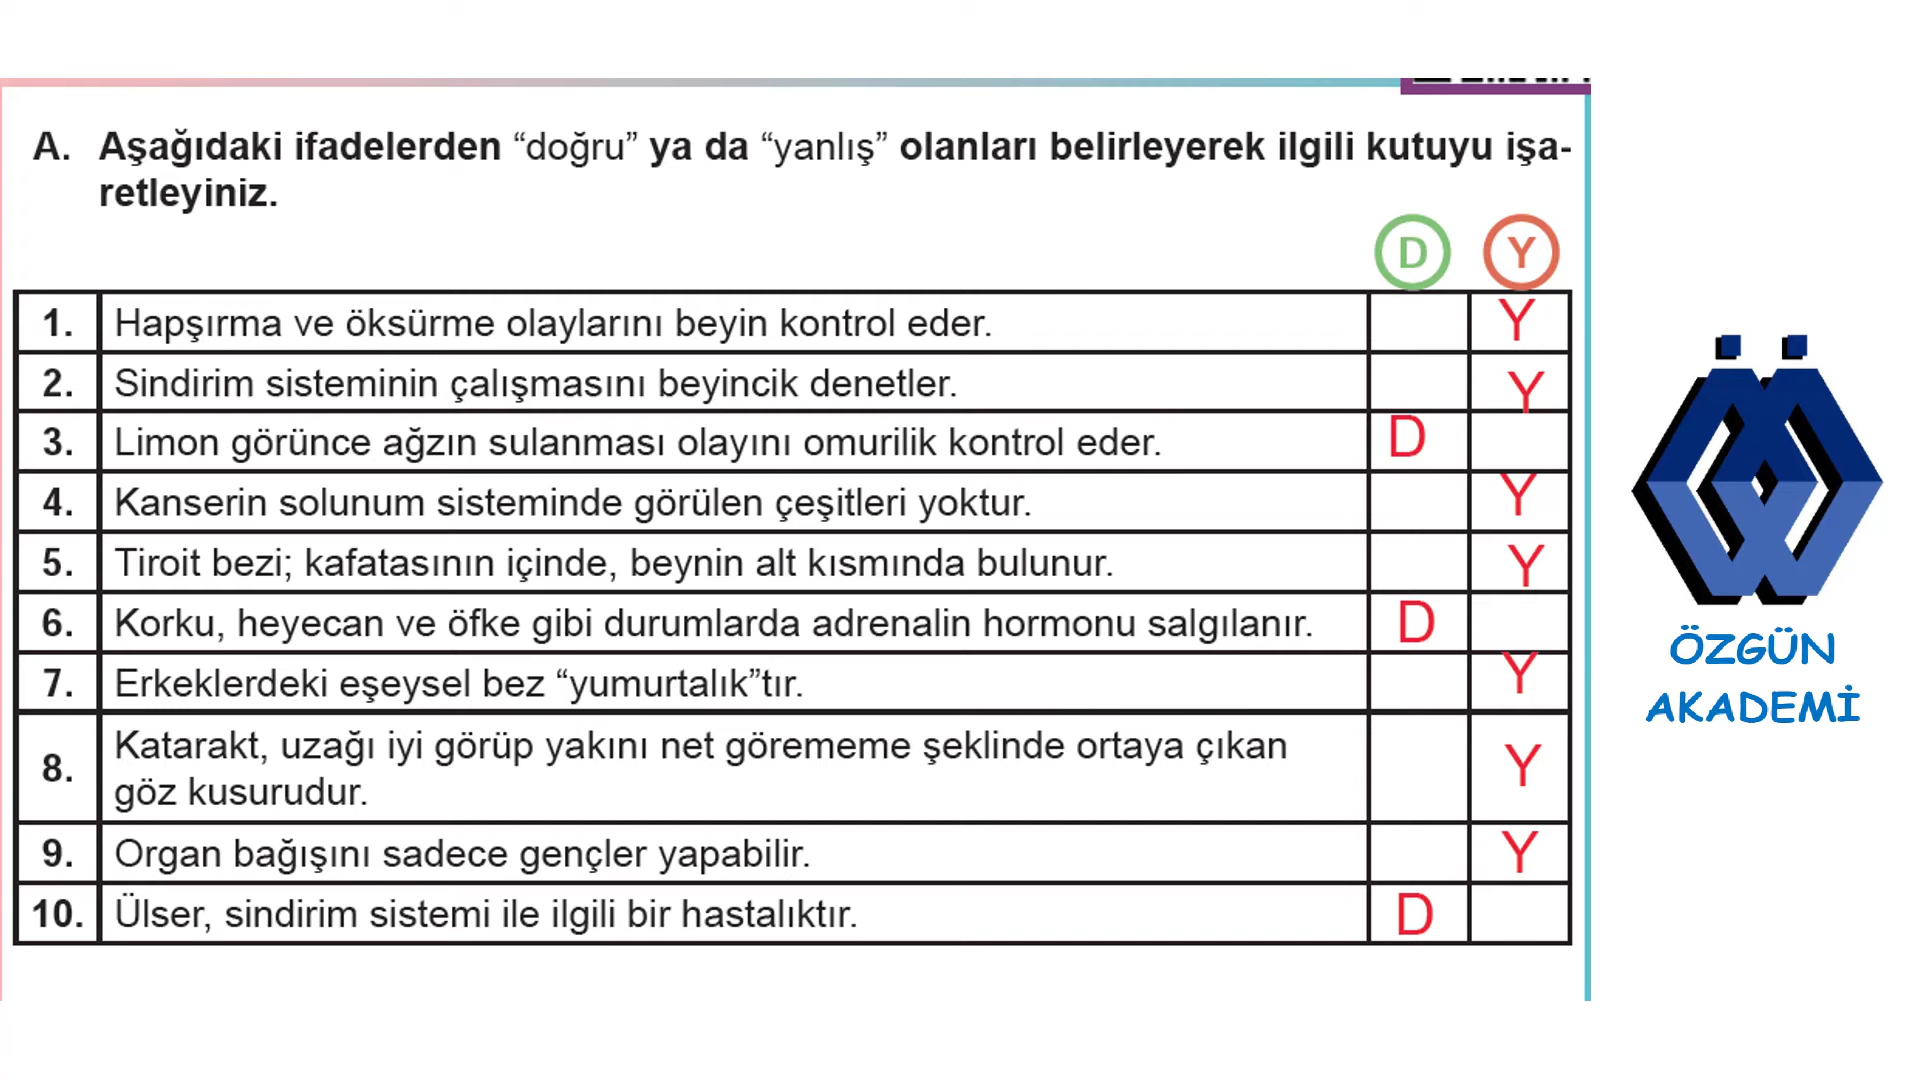 A. Aşağıdaki ifadelerden “doğru” ya da “yanlış” olanları belirleyerek ilgili kutuyu işa-
retleyiniz.
D Y
1. Hapşırma ve öksürme olaylarını beyin kontrol eder. Y
2. Sindirim sisteminin çalışmasını beyincik denetler. Y
3. Limon görünce ağzın sulanması olayını omurilik kontrol eder. D
4. Kanserin solunum sisteminde görülen çeşitleri yoktur. Y
5. Tiroit bezi; kafatasının içinde, beynin alt kısmında bulunur. Y
6. Korku, heyecan ve öfke gibi durumlarda adrenalin hormonu salgılanır. D
7. Erkeklerdeki eşeysel bez “yumurtalık”tır. Y
8. Katarakt, uzağı iyi görüp yakını net görememe şeklinde ortaya çıkan
göz kusurudur. Y
9. Organ bağışını sadece gençler yapabilir. Y
10. Ülser, sindirim sistemi ile ilgili bir hastalıktır. D
ÖZGÜN
AKADEMİ